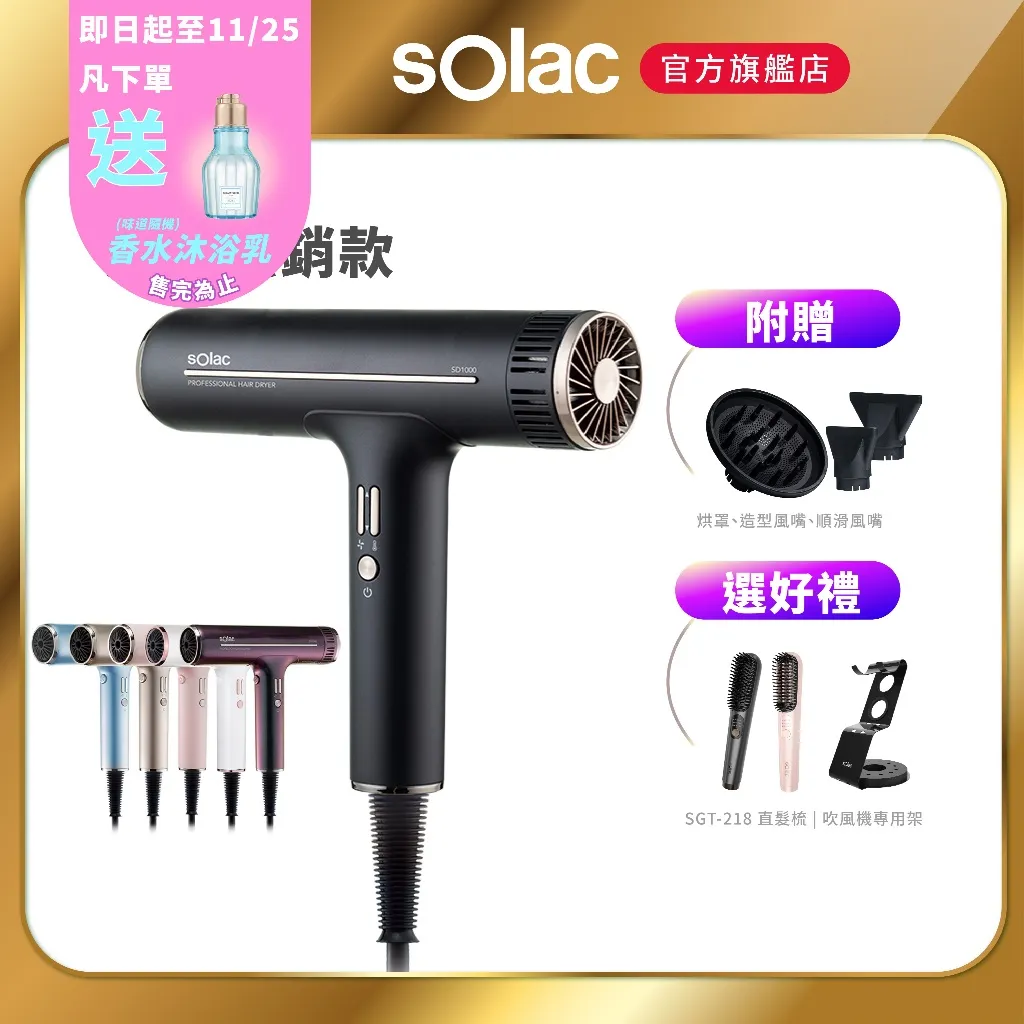 即日起至11/25
凡下單
送
(味道隨機)
香水沐浴乳
售完為止
solac 官方旗艦店
銷款
solac
SD1000
PROFESSIONAL HAIR DRYER
附贈
烘罩、造型風嘴、順滑風嘴
選好禮
solac
SGT-218 直髮梳 | 吹風機專用架